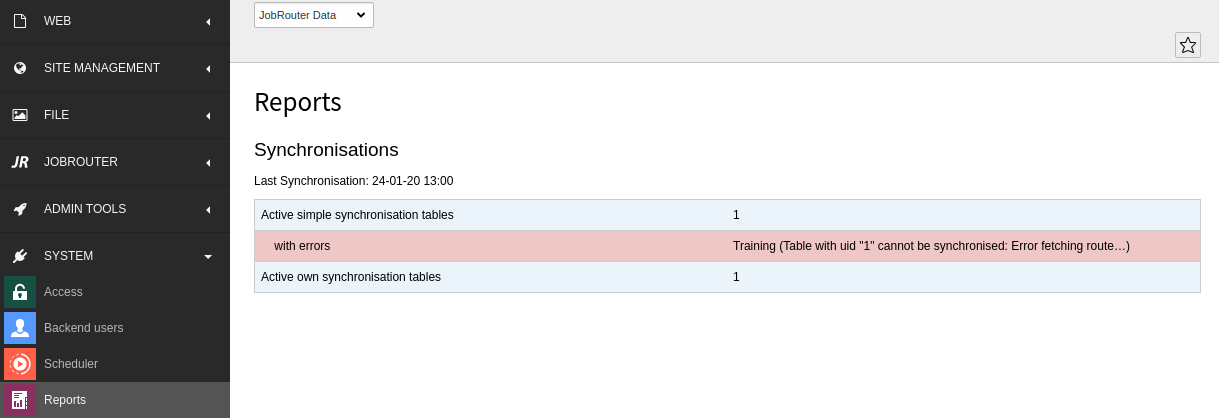 WEB
SITE MANAGEMENT
FILE
JR JOBROUTER
ADMIN TOOLS
SYSTEM
Access
Backend users
Scheduler
Reports
JobRouter Data
Reports
Synchronisations
Last Synchronisation: 24-01-20 13:00
Active simple synchronisation tables 1
with errors Training (Table with uid "1" cannot be synchronised: Error fetching route…)
Active own synchronisation tables 1